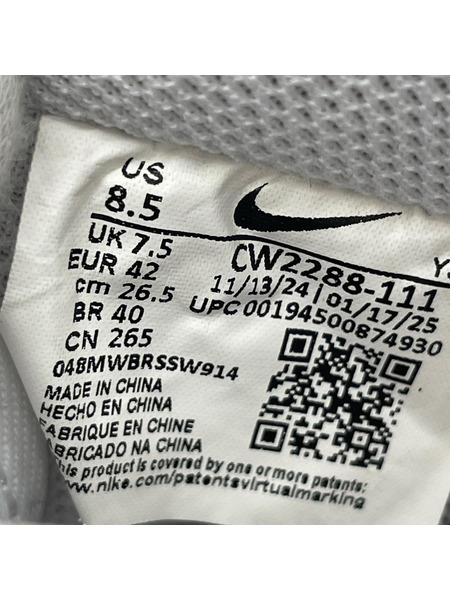 US
8.5
UK 7.5
EUR 42
cm 26.5
BR 40
CN 265
CW2288-111
11/13/24 | 01/17/25
UPC 00194500874930
048MWBRSSW914
MADE IN CHINA
HECHO EN CHINA
FABRIQUE EN CHINE
FABRICADO NA CHINA
This product is covered by one or more patents:
www.nike.com/patentsvirtualmarking